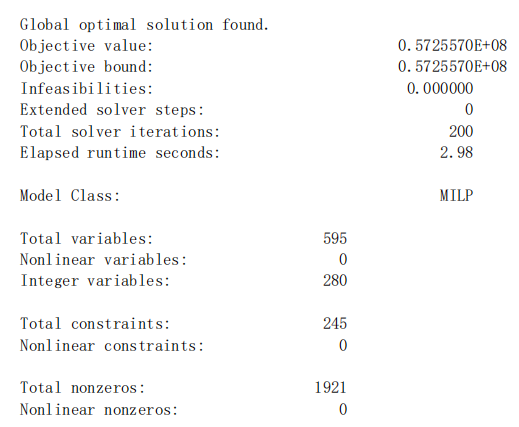 Global optimal solution found.
Objective value: 0.5725570E+08
Objective bound: 0.5725570E+08
Infeasibilities: 0.000000
Extended solver steps: 0
Total solver iterations: 200
Elapsed runtime seconds: 2.98
Model Class: MILP
Total variables: 595
Nonlinear variables: 0
Integer variables: 280
Total constraints: 245
Nonlinear constraints: 0
Total nonzeros: 1921
Nonlinear nonzeros: 0